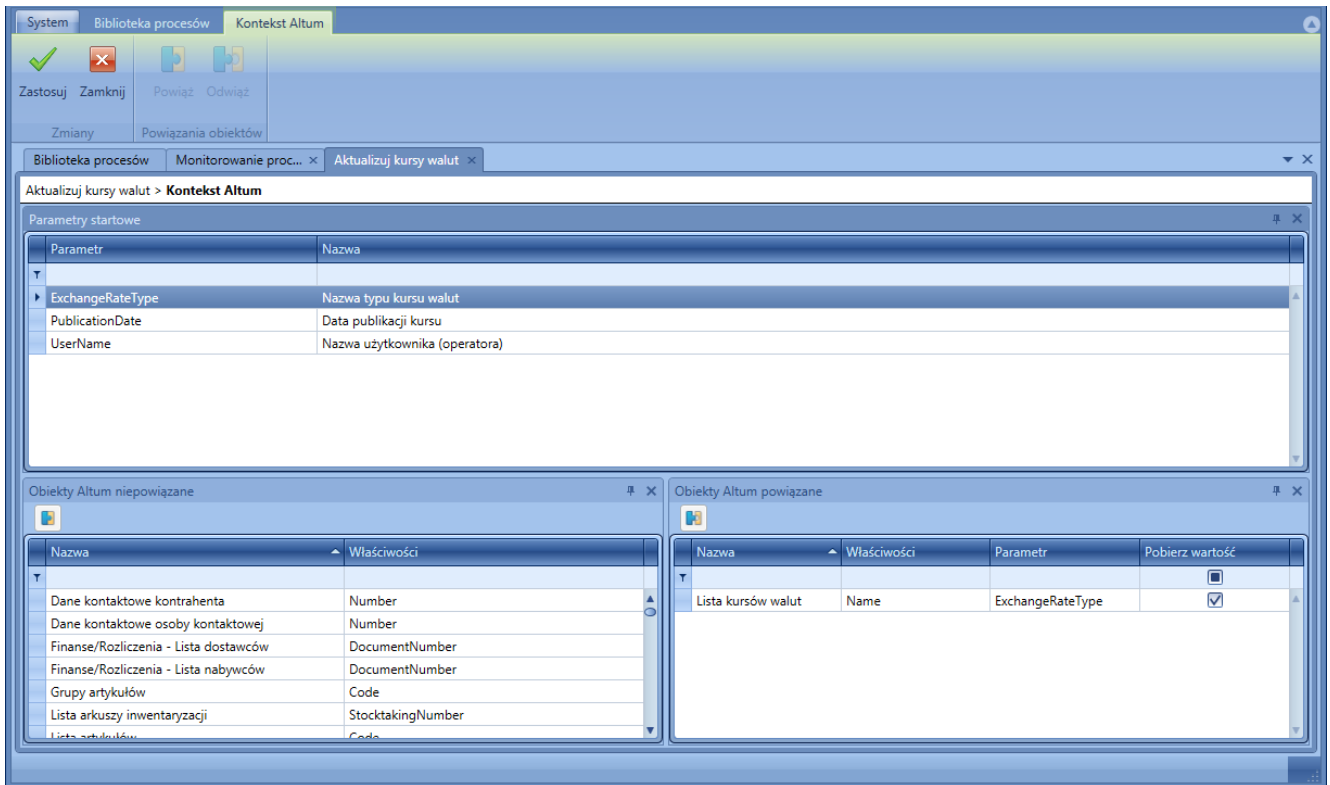 System Biblioteka procesów Kontekst Altum
Zastosuj Zamknij Powiąż Odwiąż
Zmiany Powiązania obiektów
Biblioteka procesów Monitorowanie proc... Aktualizuj kursy walut
Aktualizuj kursy walut > Kontekst Altum
Parametry startowe
Parametr Nazwa
ExchangeRateType Nazwa typu kursu walut
PublicationDate Data publikacji kursu
UserName Nazwa użytkownika (operatora)
Obiekty Altum niepowiązane
Nazwa Właściwości
Dane kontaktowe kontrahenta Number
Dane kontaktowe osoby kontaktowej Number
Finanse/Rozliczenia - Lista dostawców DocumentNumber
Finanse/Rozliczenia - Lista nabywców DocumentNumber
Grupy artykułów Code
Lista arkuszy inwentaryzacji StocktakingNumber
Lista artykułów Code
Obiekty Altum powiązane
Nazwa Właściwości Parametr Pobierz wartość
Lista kursów walut Name ExchangeRateType